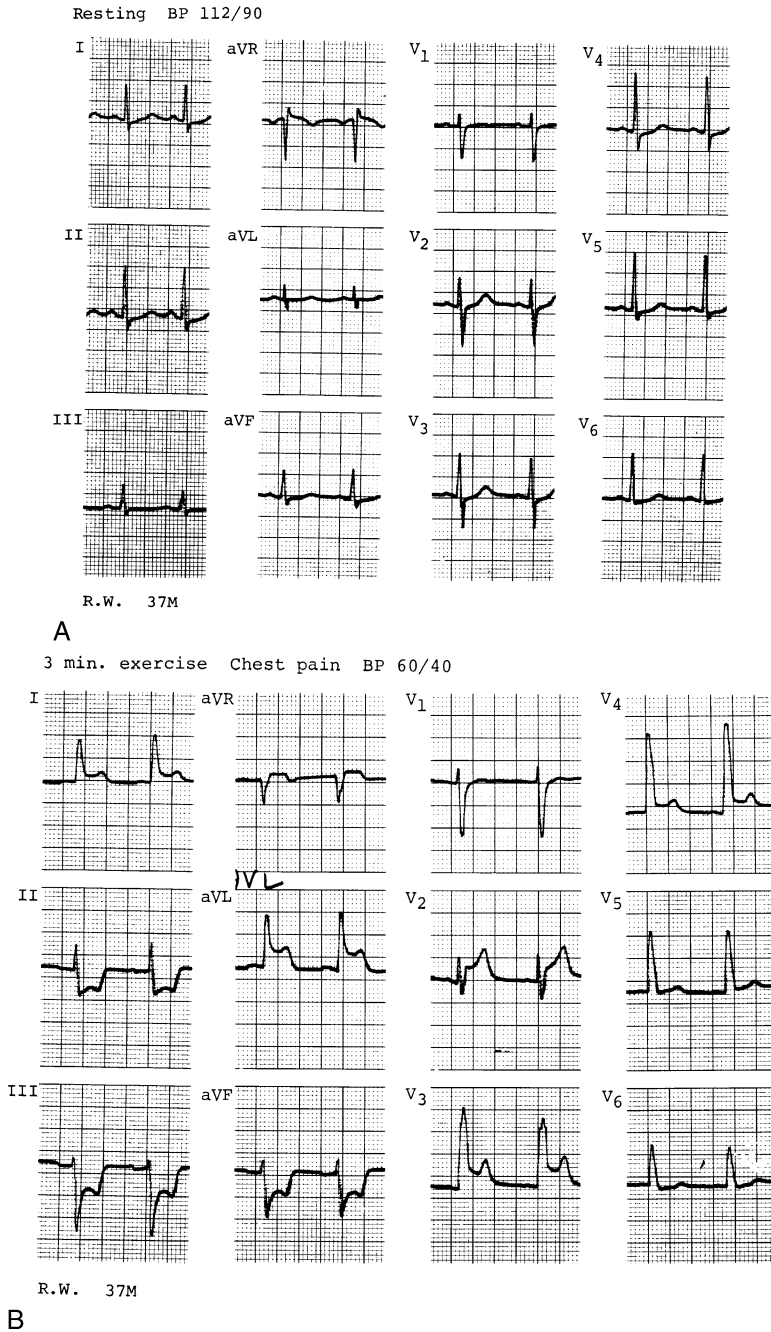 Resting BP 112/90
I aVR V1 V4
II aVL V2 V5
III aVF V3 V6
R.W. 37M
A
3 min. exercise Chest pain BP 60/40
I aVR V1 V4
II aVL V2 V5
III aVF V3 V6
R.W. 37M
B